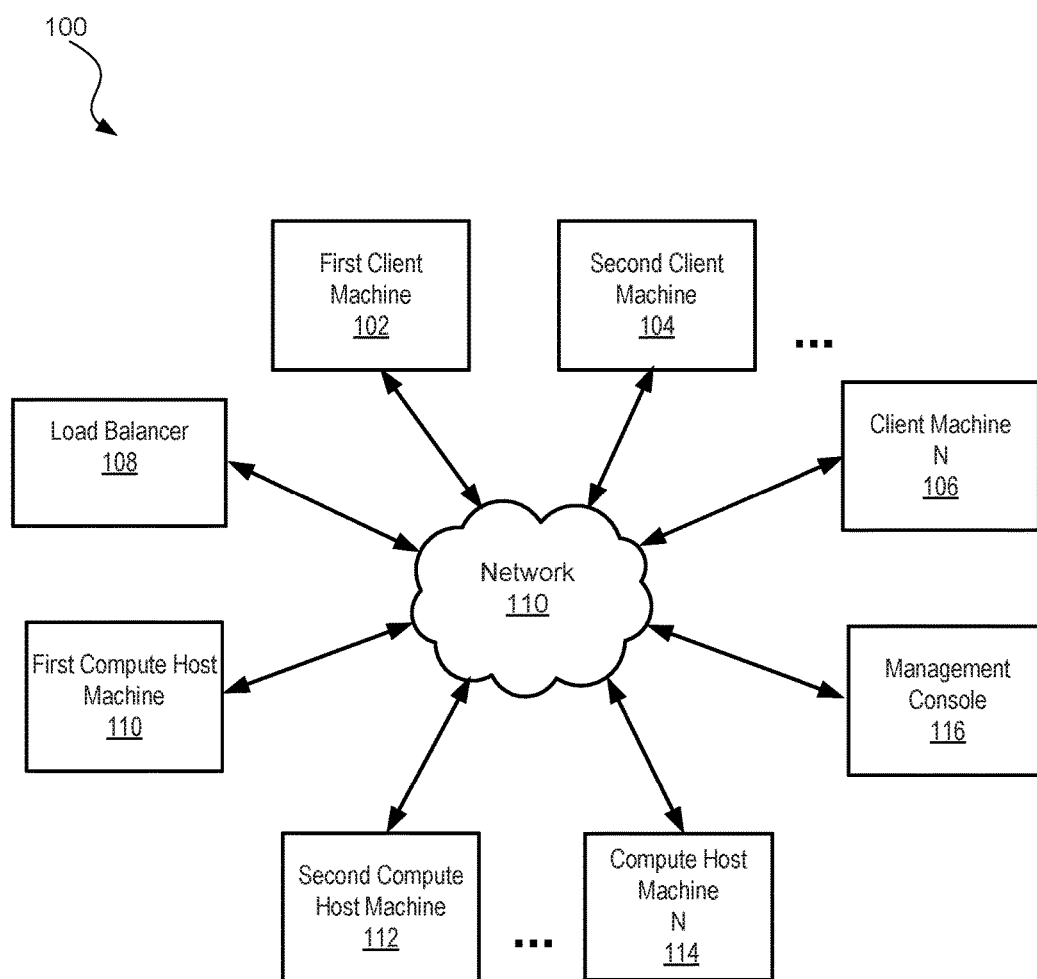 100
First Client
Machine
102
Second Client
Machine
104
...
Load Balancer
108
Client Machine
N
106
Network
110
First Compute Host
Machine
110
Management
Console
116
Second Compute
Host Machine
112
...
Compute Host
Machine
N
114